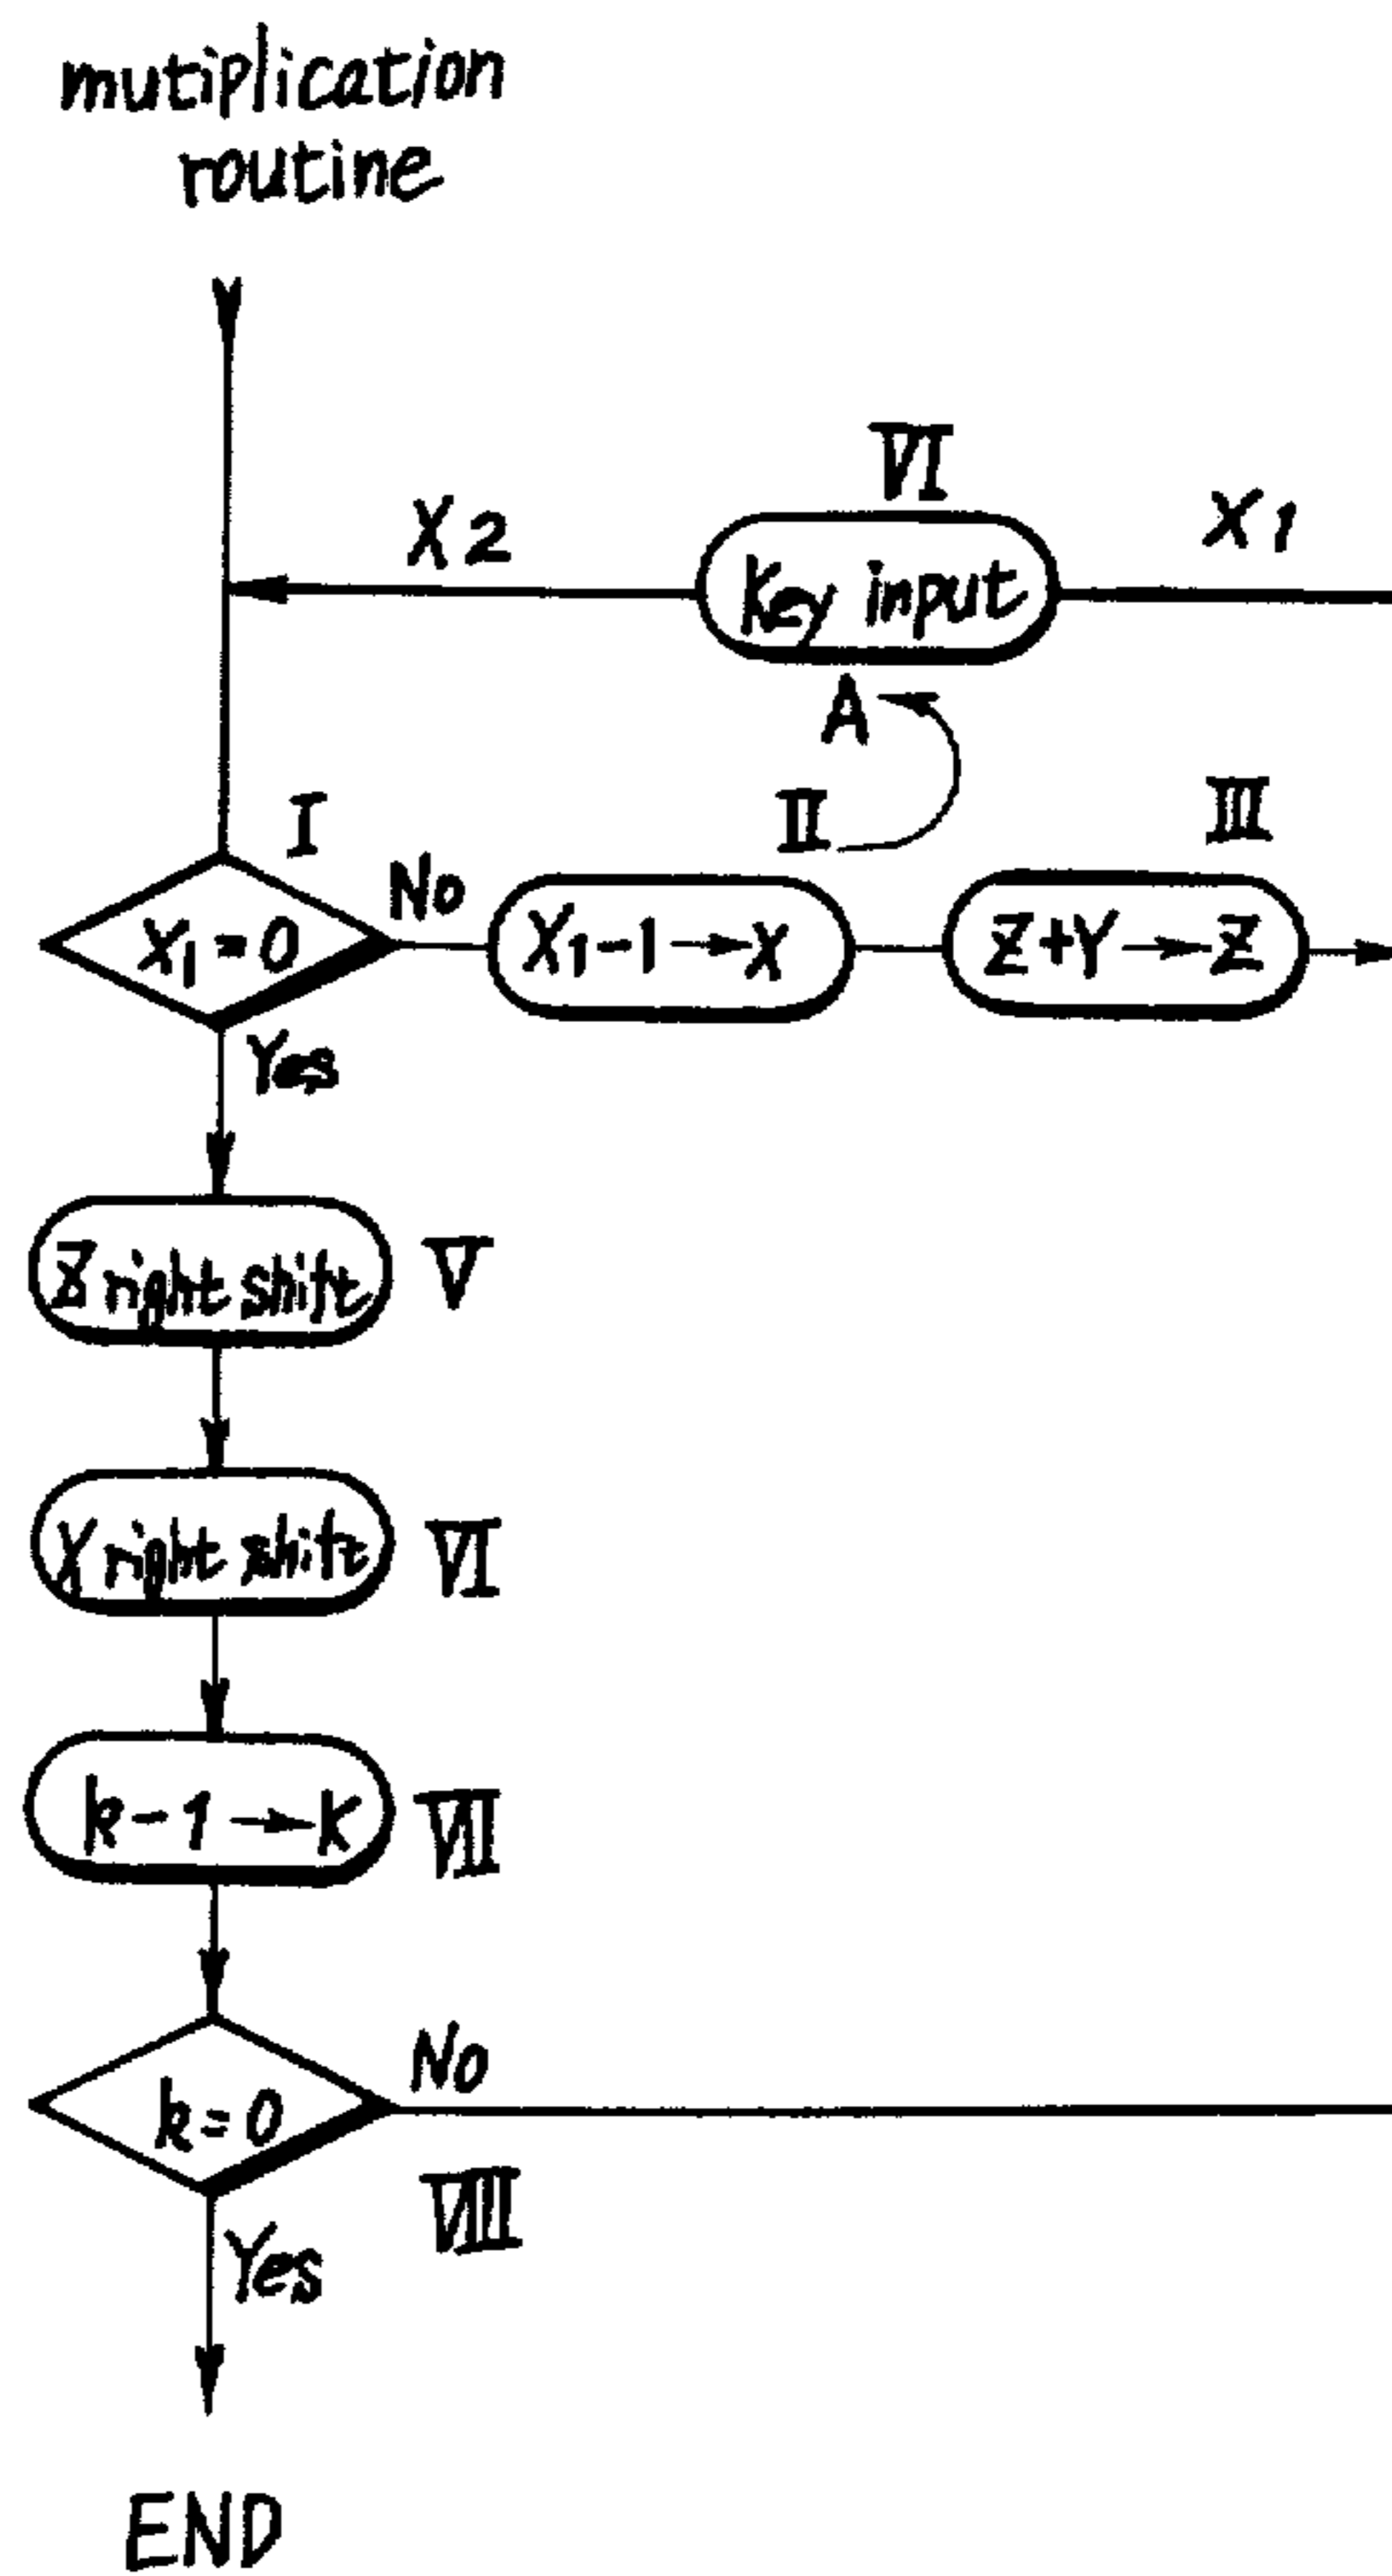 mutiplication
routine
VI
X2
Key input
X1
A
I
II
III
X1=0
No
X1-1→X
Z+Y→Z
Yes
Z right shift
V
X right shift
VI
k-1→K
VII
k=0
No
VIII
Yes
END